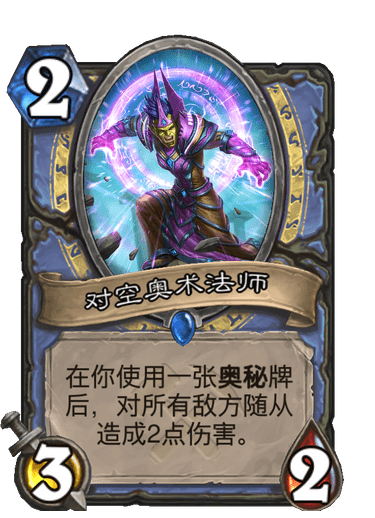 2
对空奥术法师
在你使用一张奥秘牌
后，对所有敌方随从
造成2点伤害。
3
2